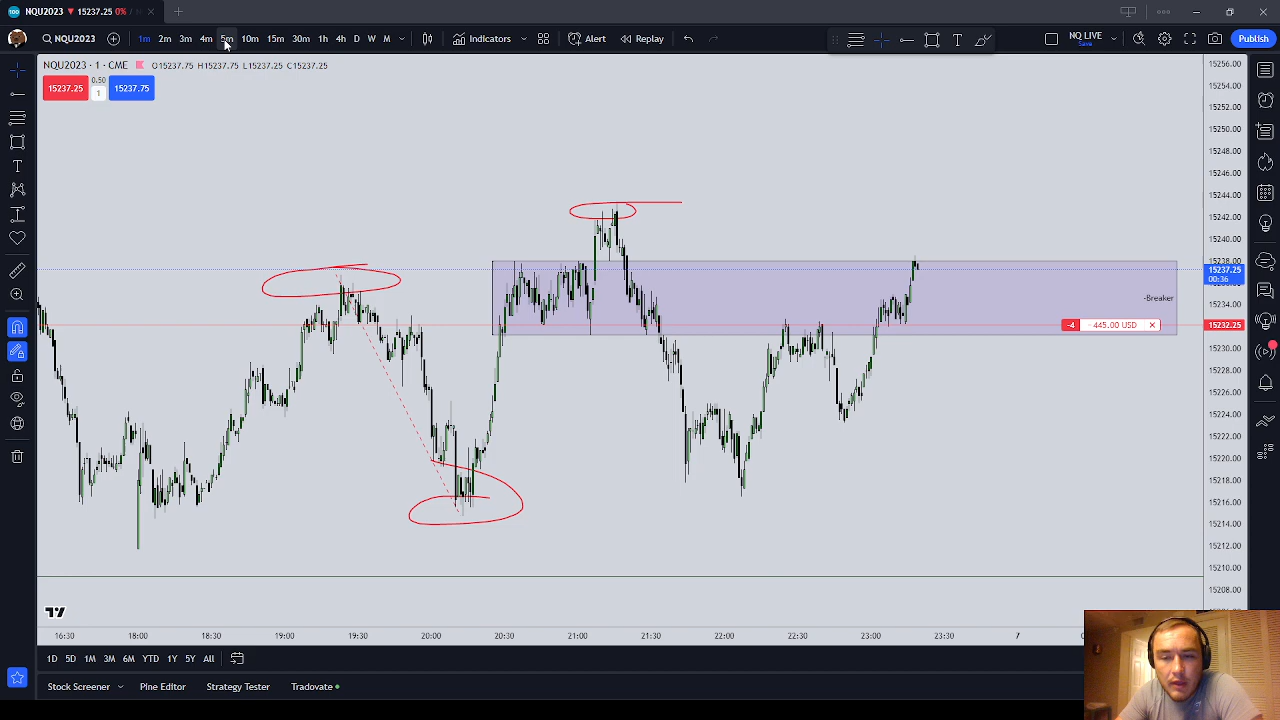 NQU2023 ▼ 15237.25 0% /
NQU2023 1m 2m 3m 4m 5m 10m 15m 30m 1h 4h D W M Indicators Alert Replay NQ LIVE Save Publish
NQU2023 · 1 · CME O15237.75 H15237.75 L15237.25 C15237.25
15237.25 0.50 1 15237.75
15256.00
15254.00
15252.00
15250.00
15248.00
15246.00
15244.00
15242.00
15240.00
15238.00
15237.25
00:36
-Breaker
15234.00
-4 -445.00 USD ×
15232.25
15230.00
15228.00
15226.00
15224.00
15222.00
15220.00
15218.00
15216.00
15214.00
15212.00
15210.00
15208.00
16:30 18:00 18:30 19:00 19:30 20:00 20:30 21:00 21:30 22:00 22:30 23:00 23:30 7
1D 5D 1M 3M 6M YTD 1Y 5Y All
Stock Screener Pine Editor Strategy Tester Tradovate